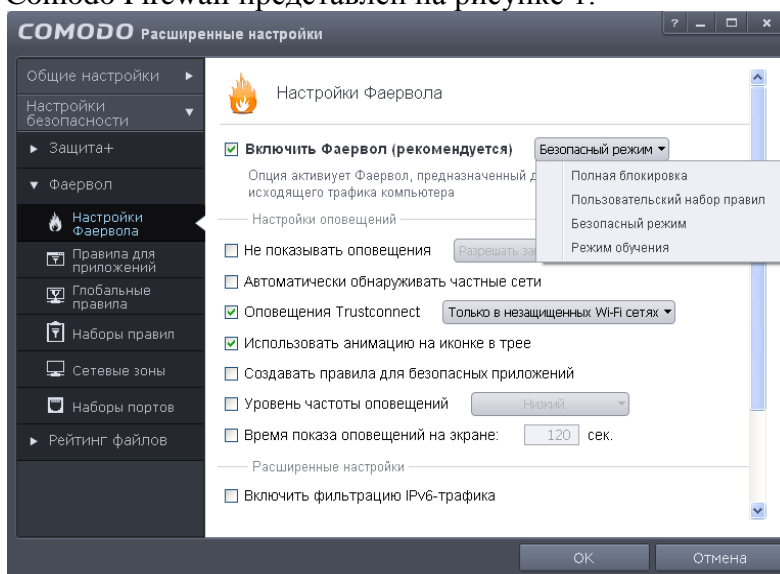 Comodo Firewall представлен на рисунке 1.
COMODO Расширенные настройки
? _ □ x
Общие настройки
Настройки
безопасности
Защита+
Фаервол
Настройки
Фаервола
Правила для
приложений
Глобальные
правила
Наборы правил
Сетевые зоны
Наборы портов
Рейтинг файлов
Настройки Фаервола
Включить Фаервол (рекомендуется) Безопасный режим
Опция активиует Фаервол, предназначенный
исходящего трафика компьютера
Полная блокировка
Пользовательский набор правил
Безопасный режим
Режим обучения
Настройки оповещений
Не показывать оповещения Разрешать
Автоматически обнаруживать частные сети
Оповещения Trustconnect Только в незащищенных Wi-Fi сетях
Использовать анимацию на иконке в трее
Создавать правила для безопасных приложений
Уровень частоты оповещений Низкий
Время показа оповещений на экране: 120 сек.
Расширенные настройки
Включить фильтрацию IPv6-трафика
OK Отмена